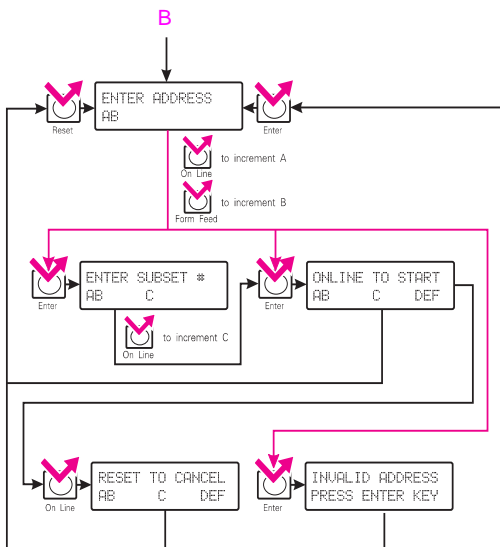 B
ENTER ADDRESS
AB
Reset
Enter
On Line
to increment A
Form Feed
to increment B
Enter
ENTER SUBSET #
AB C
Enter
ONLINE TO START
AB C DEF
On Line
to increment C
On Line
RESET TO CANCEL
AB C DEF
Enter
INVALID ADDRESS
PRESS ENTER KEY